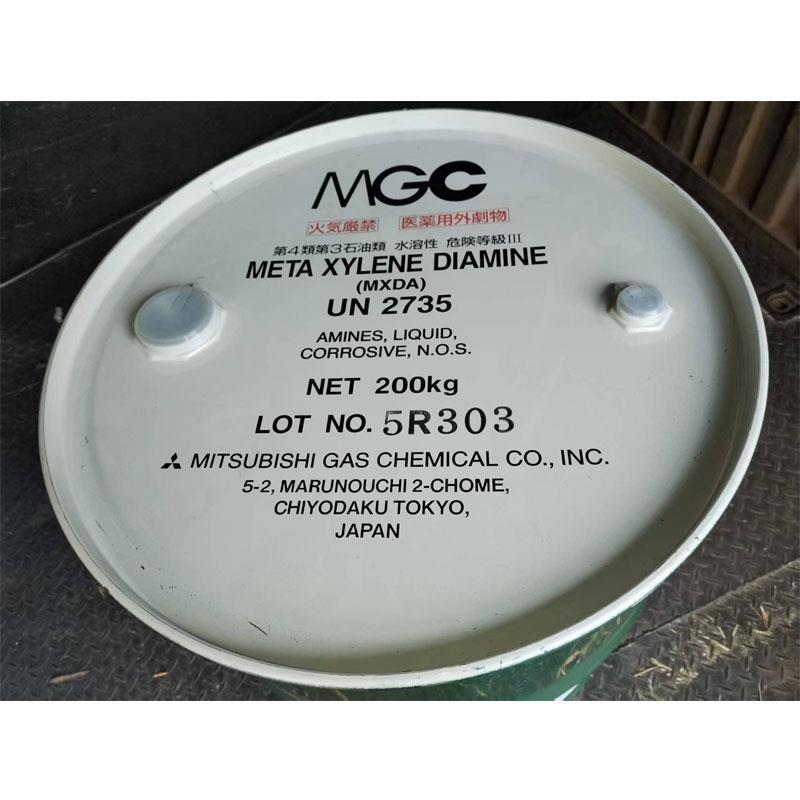 MGC
火気厳禁 医薬用外劇物
第4類第3石油類 水溶性 危険等級III
META XYLENE DIAMINE
(MXDA)
UN 2735
AMINES, LIQUID,
CORROSIVE, N.O.S.
NET 200kg
LOT NO. 5R303
MITSUBISHI GAS CHEMICAL CO., INC.
5-2, MARUNOUCHI 2-CHOME,
CHIYODAKU TOKYO,
JAPAN